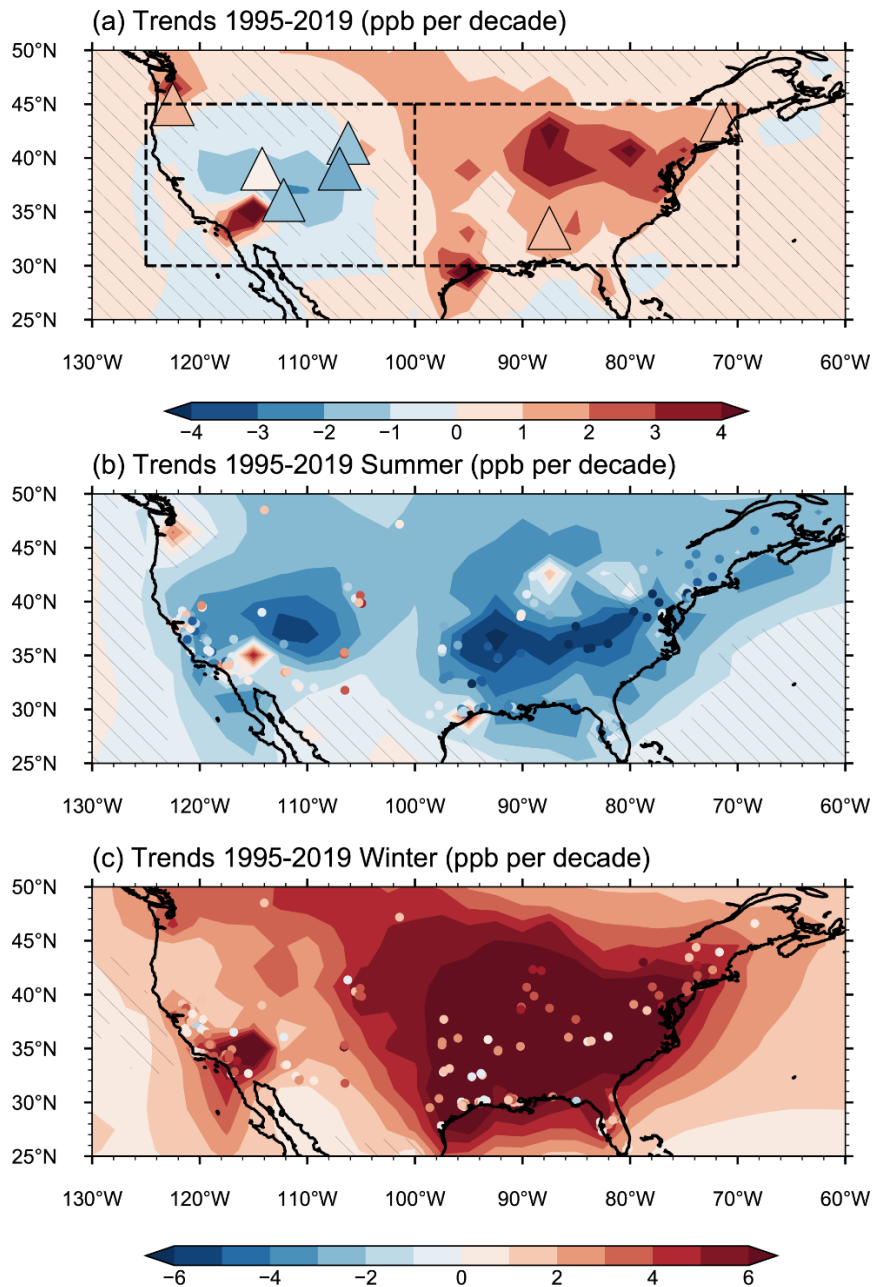 (a) Trends 1995-2019 (ppb per decade)
50°N
45°N
40°N
35°N
30°N
25°N
130°W 120°W 110°W 100°W 90°W 80°W 70°W 60°W
−4 −3 −2 −1 0 1 2 3 4
(b) Trends 1995-2019 Summer (ppb per decade)
50°N
45°N
40°N
35°N
30°N
25°N
130°W 120°W 110°W 100°W 90°W 80°W 70°W 60°W
(c) Trends 1995-2019 Winter (ppb per decade)
50°N
45°N
40°N
35°N
30°N
25°N
130°W 120°W 110°W 100°W 90°W 80°W 70°W 60°W
−6 −4 −2 0 2 4 6